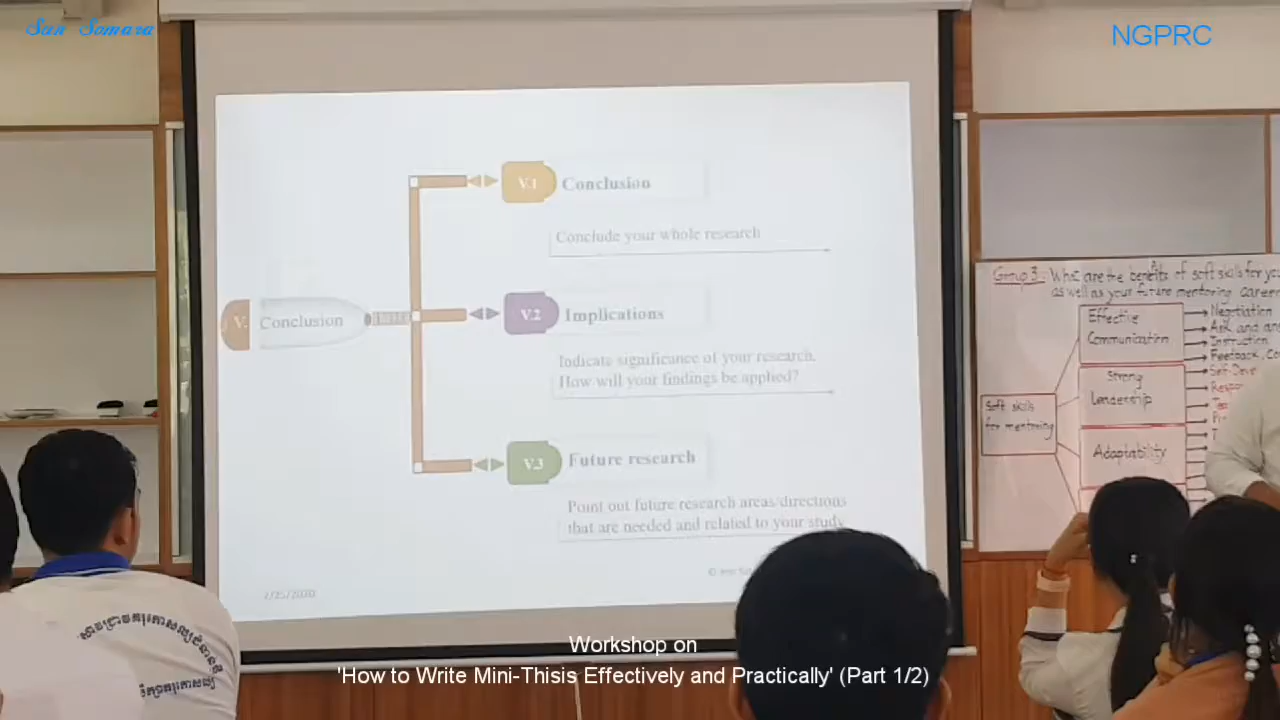 San Somara
NGPRC
V.1
Conclusion
Conclude your whole research
V.
Conclusion
V.2
Implications
Indicate significance of your research.
How will your findings be applied?
V.3
Future research
Point out future research areas/directions
that are needed and related to your study
2/25/2020
Group 3: What are the benefits of soft skills for
as well as your future mentoring career
Soft skills
for mentoring
Effective
Communication
Strong
Leadership
Adaptability
Negotiation
Ask and
Instruction
Feedback,
Workshop on
'How to Write Mini-Thisis Effectively and Practically' (Part 1/2)